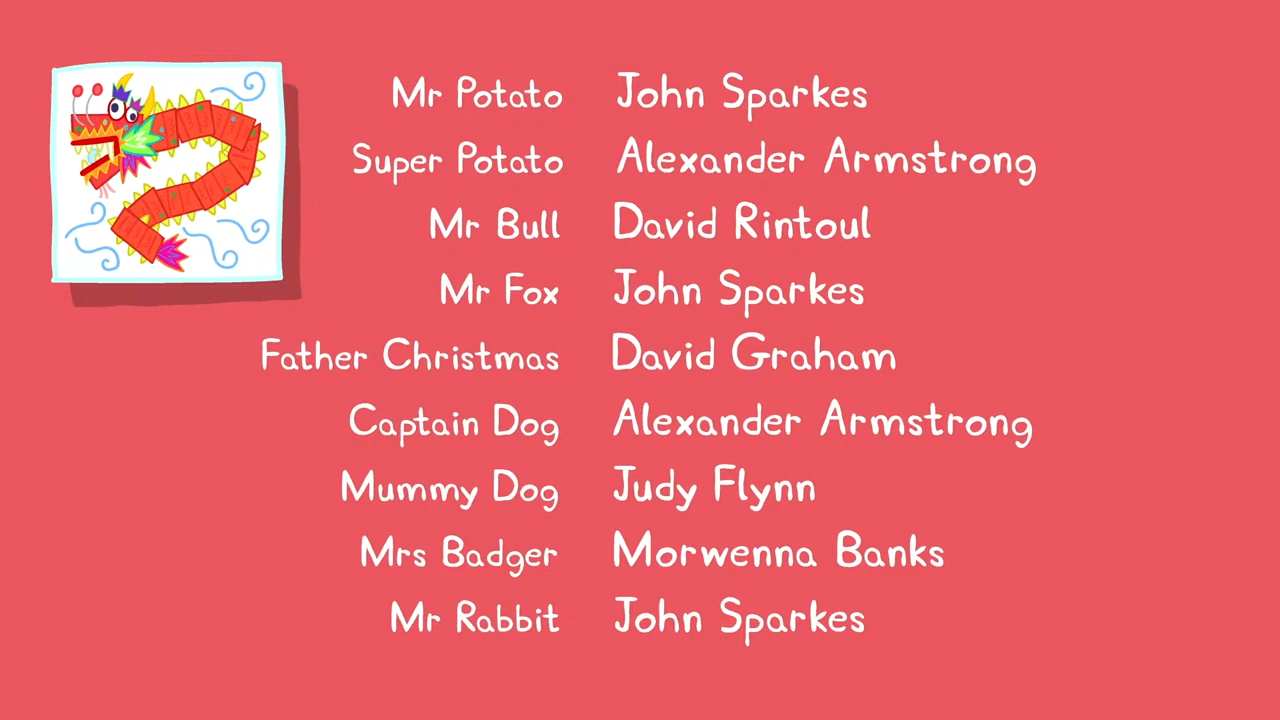 Mr Potato John Sparkes
Super Potato Alexander Armstrong
Mr Bull David Rintoul
Mr Fox John Sparkes
Father Christmas David Graham
Captain Dog Alexander Armstrong
Mummy Dog Judy Flynn
Mrs Badger Morwenna Banks
Mr Rabbit John Sparkes